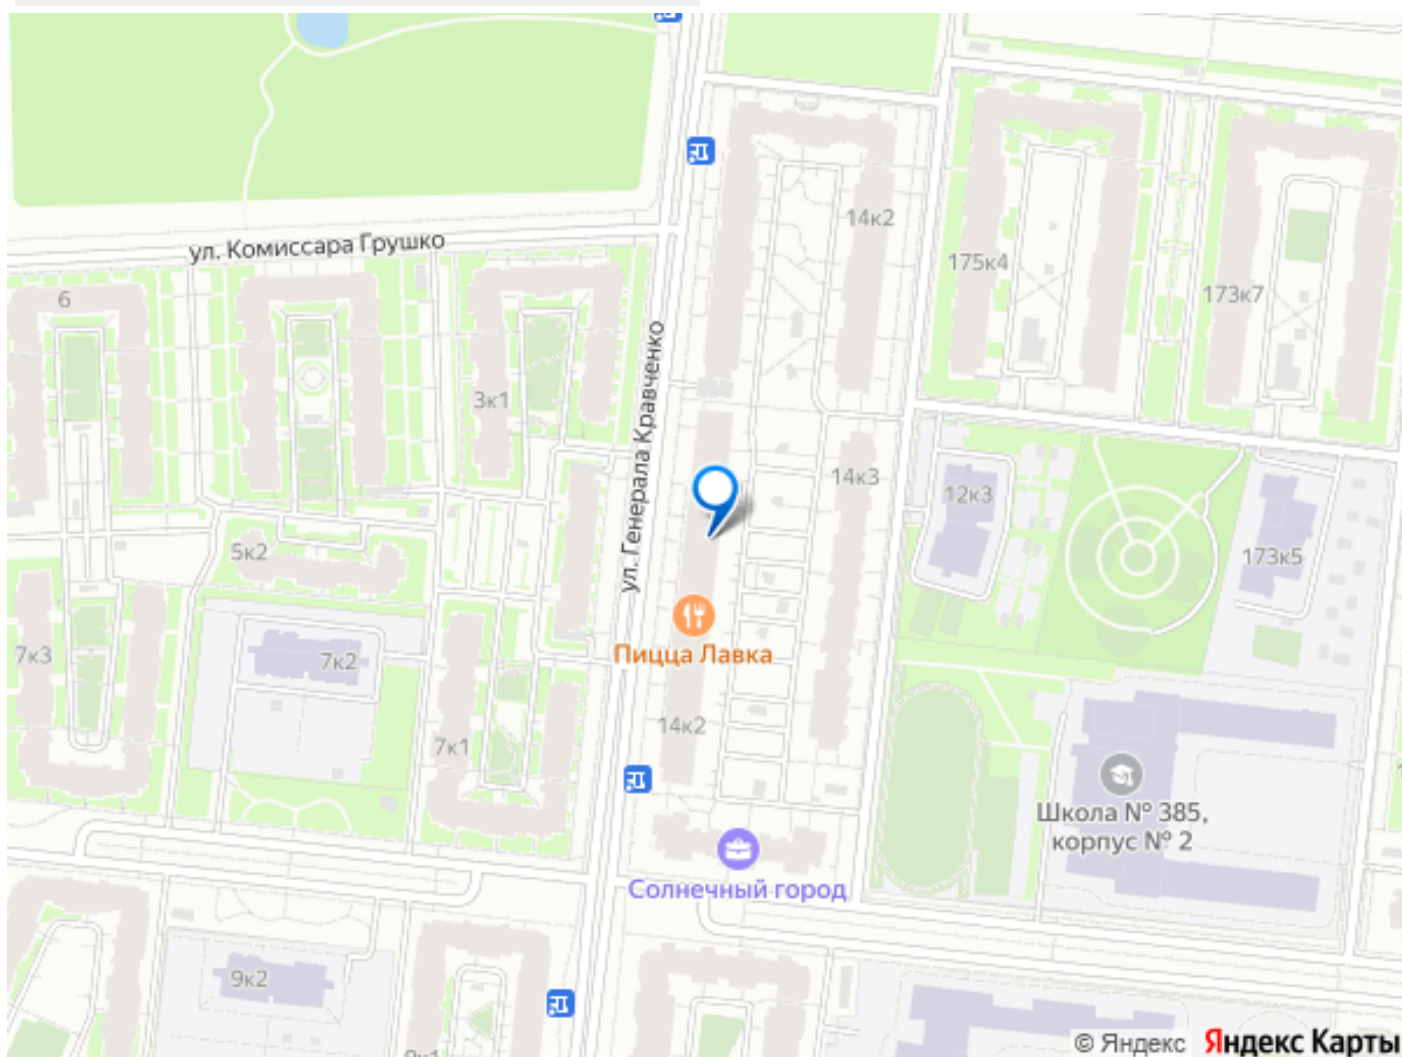 ул. Комиссара Грушко
14к2
175к4
173к7
6
3к1
ул. Генерала Кравченко
14к3
12к3
5к2
173к5
7к3
7к2
Пицца Лавка
14к2
7к1
Школа № 385,
корпус № 2
Солнечный город
9к2
© Яндекс Яндекс Карты